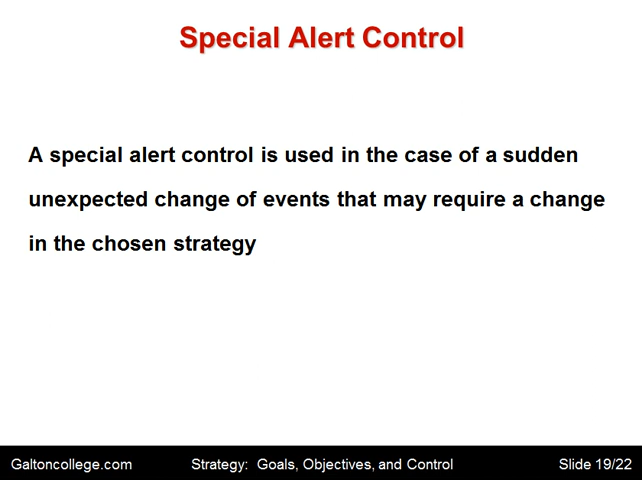 Special Alert Control
A special alert control is used in the case of a sudden
unexpected change of events that may require a change
in the chosen strategy
Galtoncollege.com Strategy: Goals, Objectives, and Control Slide 19/22